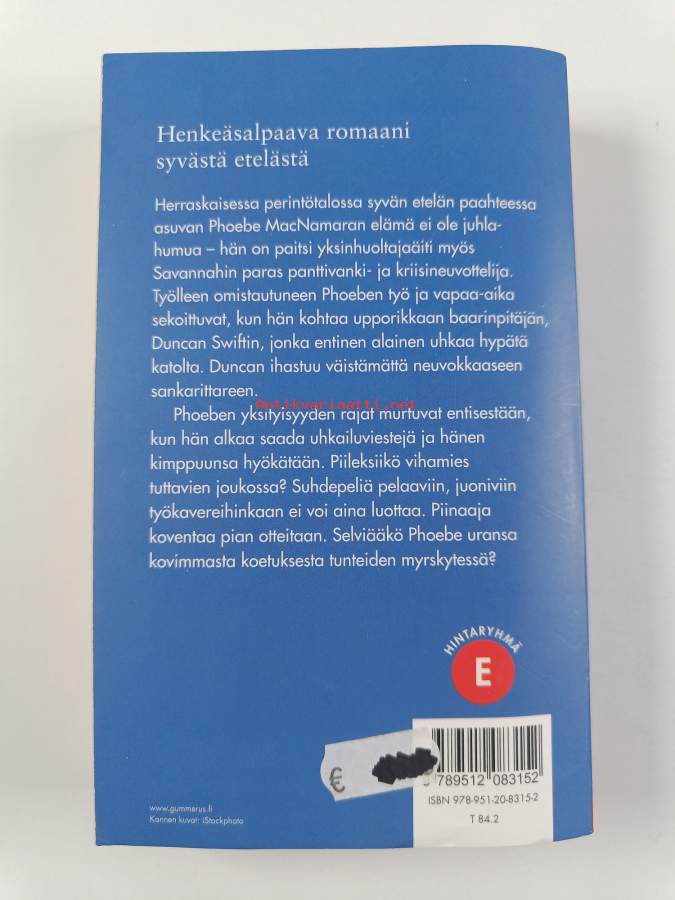 Henkeäsalpaava romaani
syvästä etelästä
Herraskaisessa perintötalossa syvän etelän paahteessa
asuvan Phoebe MacNamaran elämä ei ole juhla-
humua – hän on paitsi yksinhuoltajaäiti myös
Savannahin paras panttivanki- ja kriisineuvottelija.
Työlleen omistautuneen Phoeben työ ja vapaa-aika
sekoittuvat, kun hän kohtaa upporikkaan baarinpitäjän,
Duncan Swiftin, jonka entinen alainen uhkaa hypätä
katolta. Duncan ihastuu väistämättä neuvokkaaseen
sankarittareen.
Antikvariaatti.net
Phoeben yksityisyyden rajat murtuvat entisestään,
kun hän alkaa saada uhkailuviestejä ja hänen
kimppuunsa hyökätään. Piileksiikö vihamies
tuttavien joukossa? Suhdepeliä pelaaviin, juoniviin
työkavereihinkaan ei voi aina luottaa. Piinaaja
koventaa pian otteitaan. Selviääkö Phoebe uransa
kovimmasta koetuksesta tunteiden myrskytessä?
HINTARYHMÄ
E
€
789512 083152
ISBN 978-951-20-8315-2
T 84.2
www.gummerus.fi
Kannen kuvat: iStockphoto